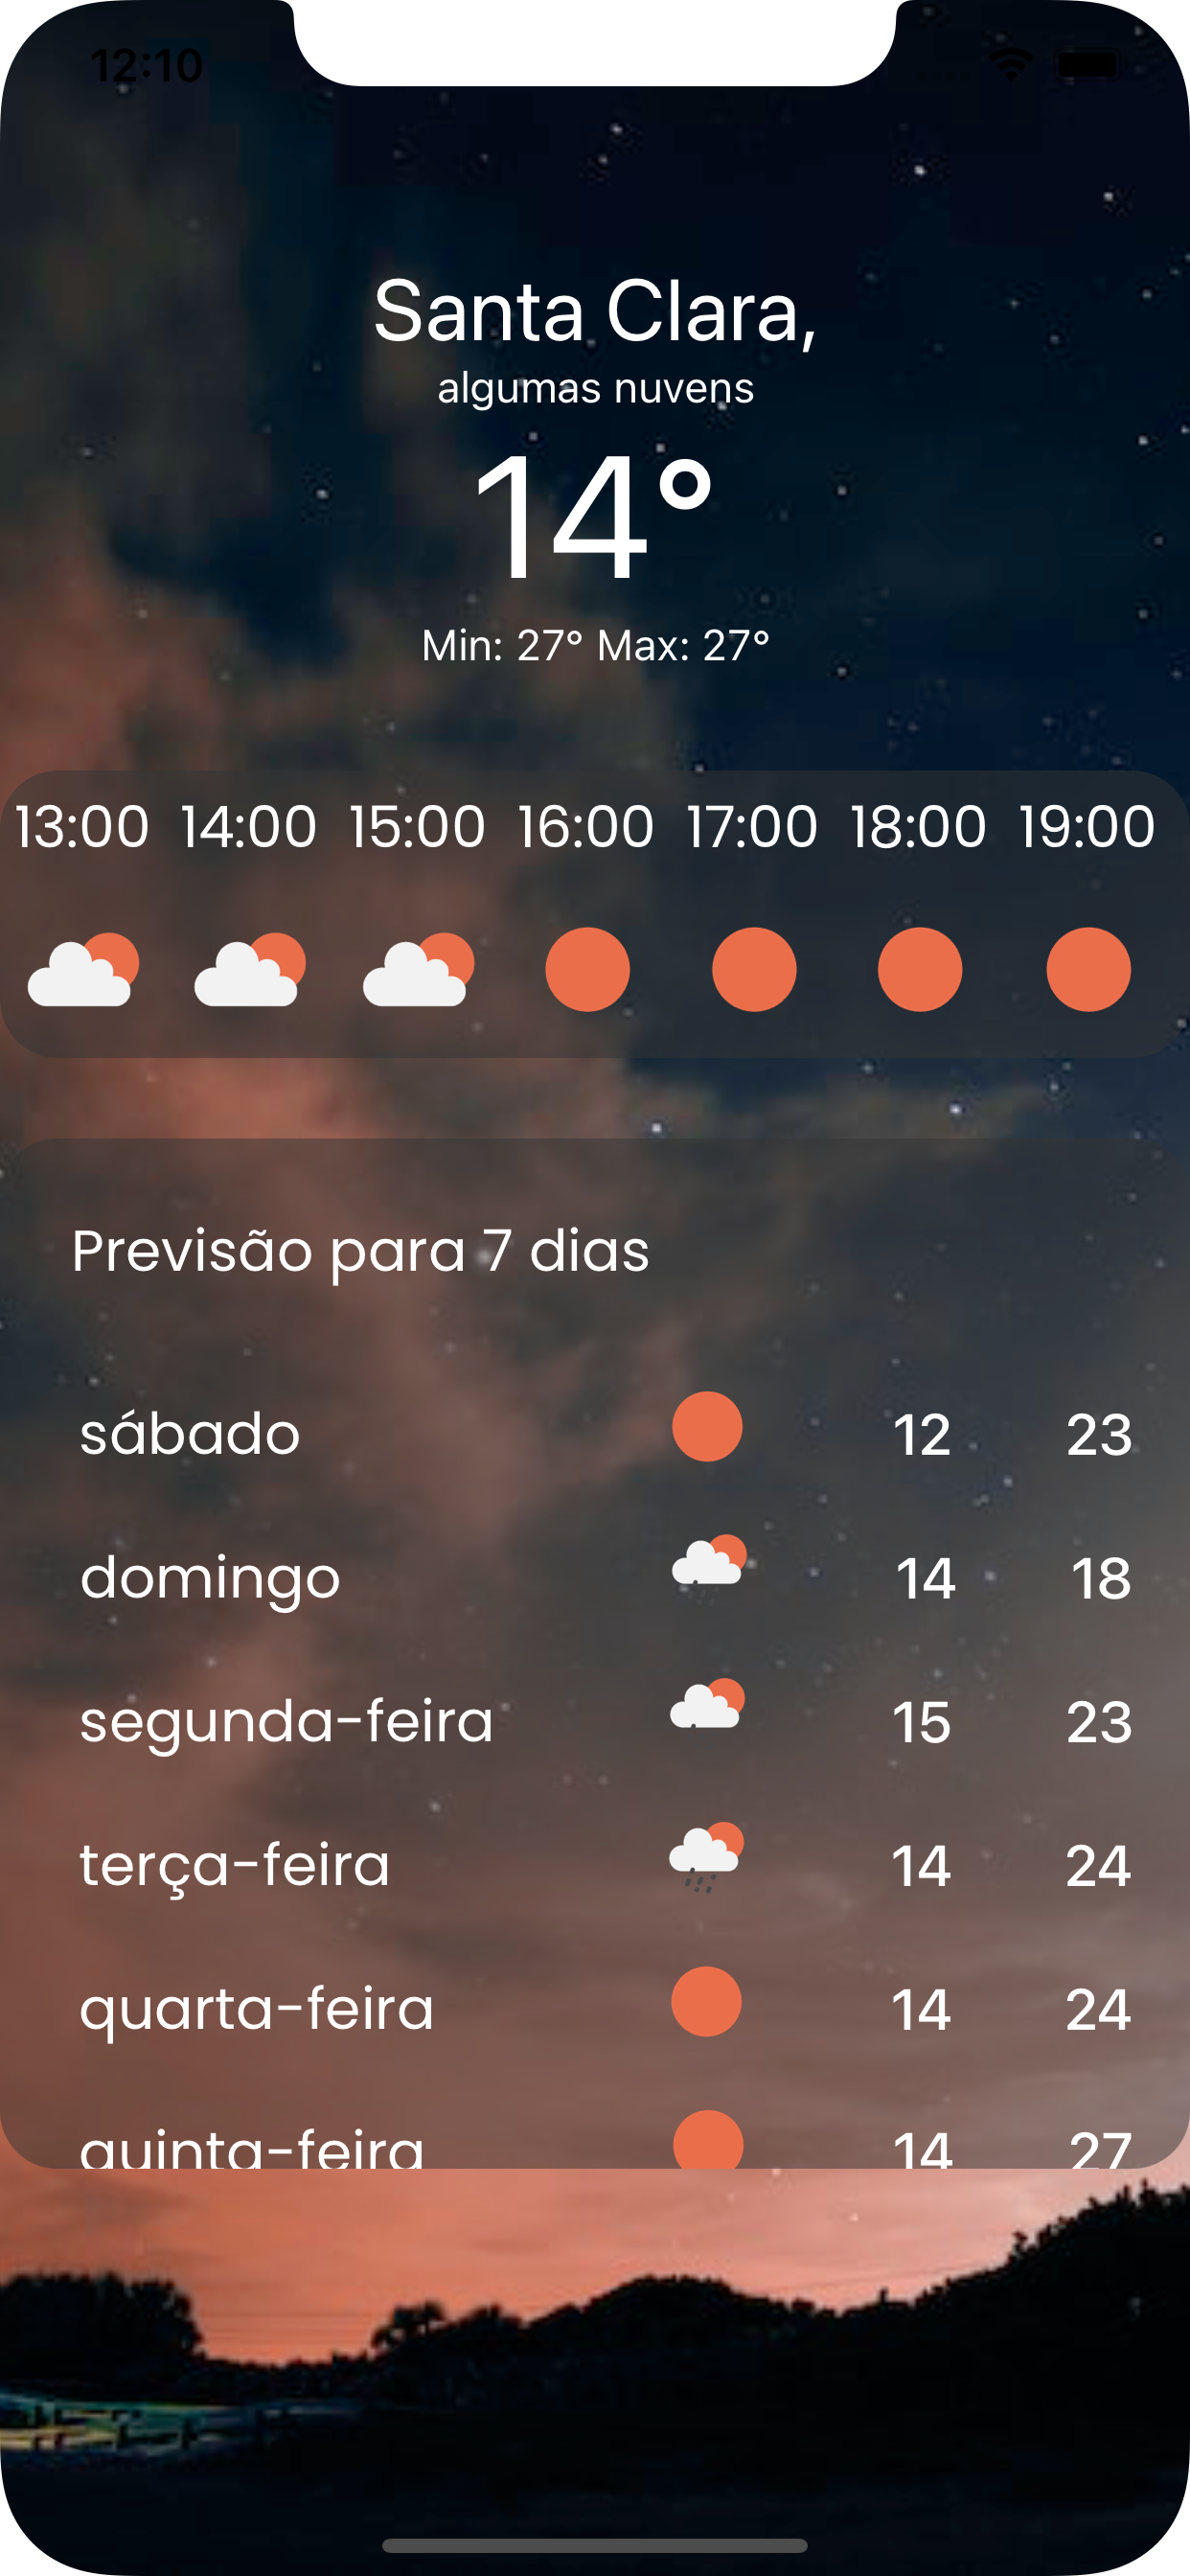 12:10
Santa Clara,
algumas nuvens
14°
Min: 27° Max: 27°
13:00 14:00 15:00 16:00 17:00 18:00 19:00
Previsão para 7 dias
sábado 12 23
domingo 14 18
segunda-feira 15 23
terça-feira 14 24
quarta-feira 14 24
quinta-feira 14 27